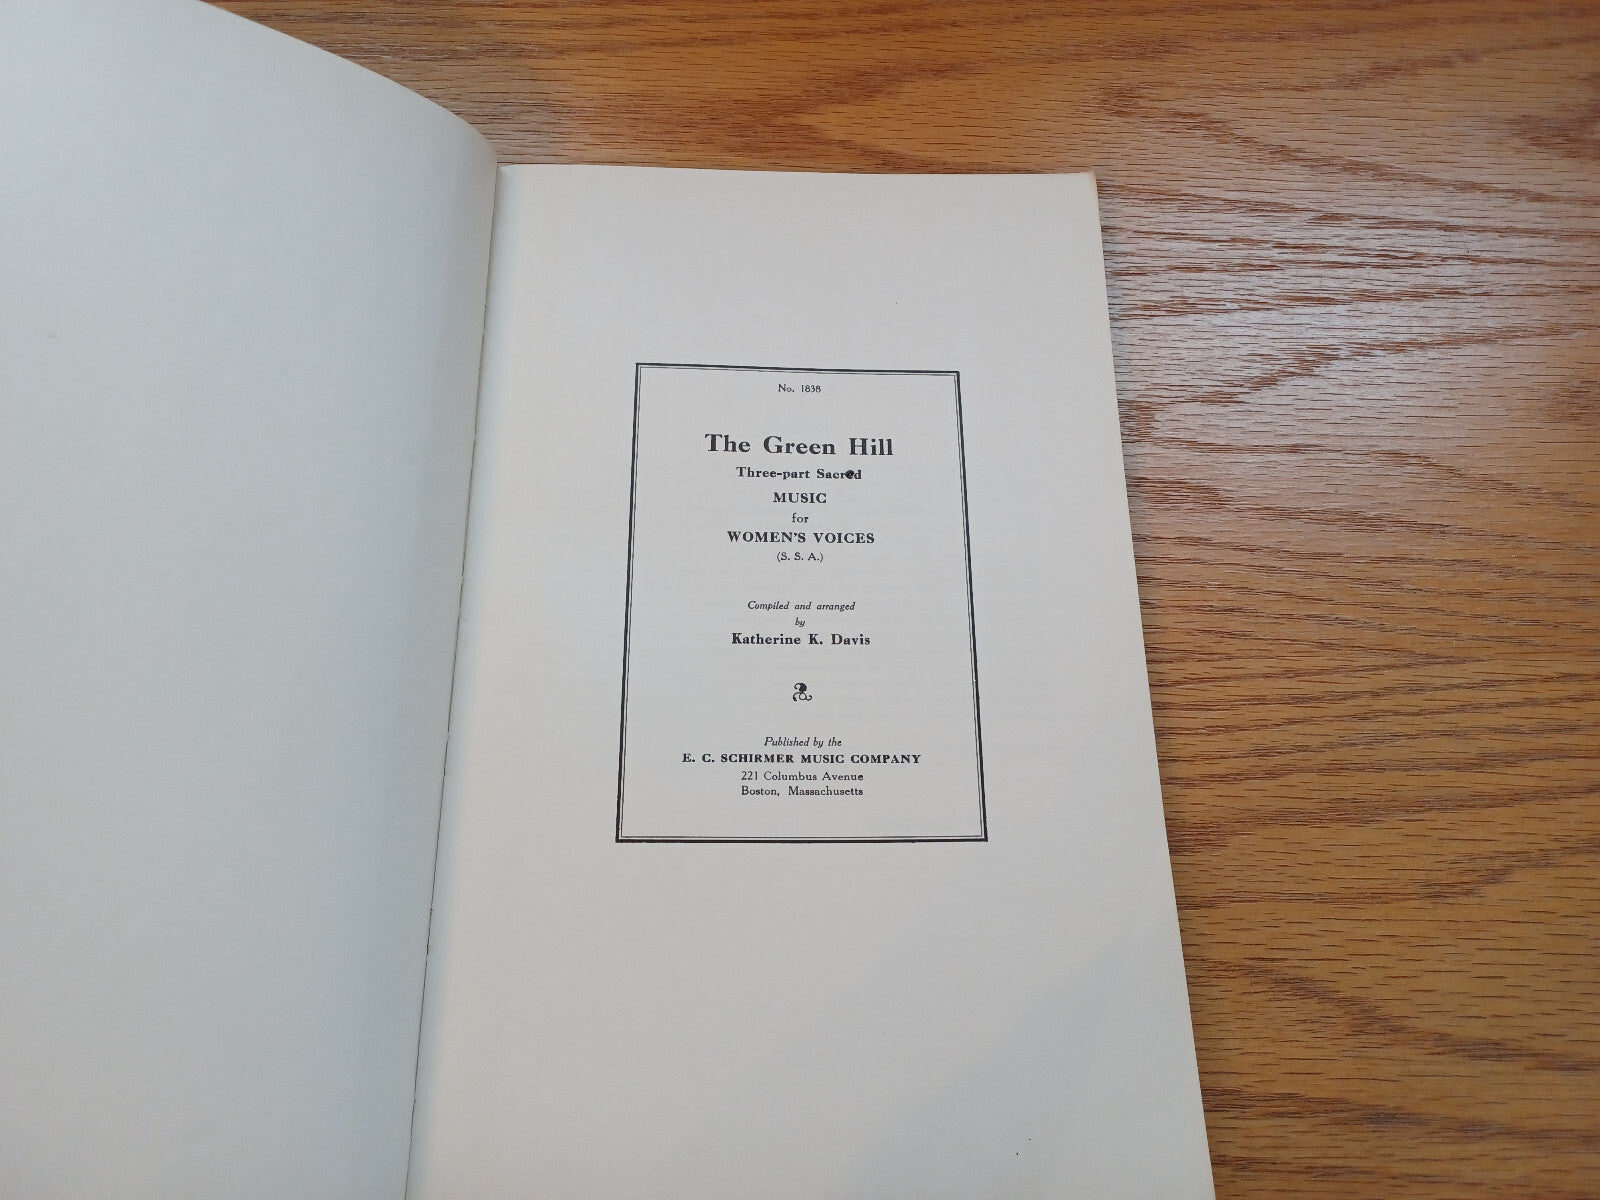 No. 1838
The Green Hill
Three-part Sacred
MUSIC
for
WOMEN'S VOICES
(S. S. A.)
Compiled and arranged
by
Katherine K. Davis
Published by the
E. C. SCHIRMER MUSIC COMPANY
221 Columbus Avenue
Boston, Massachusetts